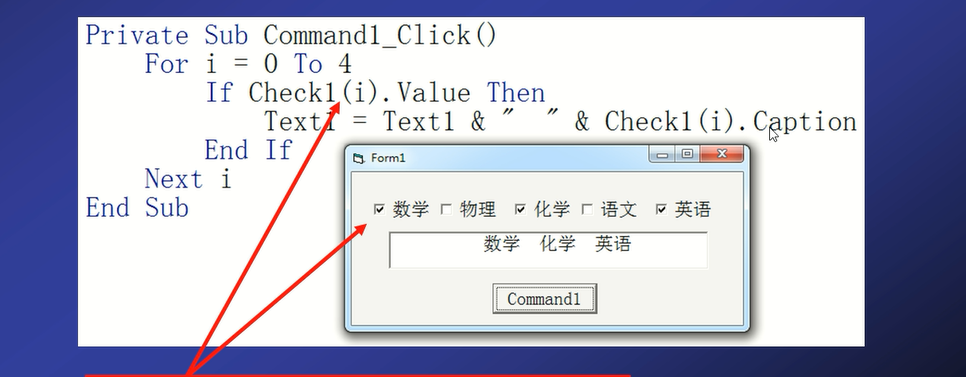 Private Sub Command1_Click()
For i = 0 To 4
If Check1(i).Value Then
Text1 = Text1 & "  " & Check1(i).Caption
End If
Next i
End Sub
Form1
数学 物理 化学 语文 英语
数学 化学 英语
Command1